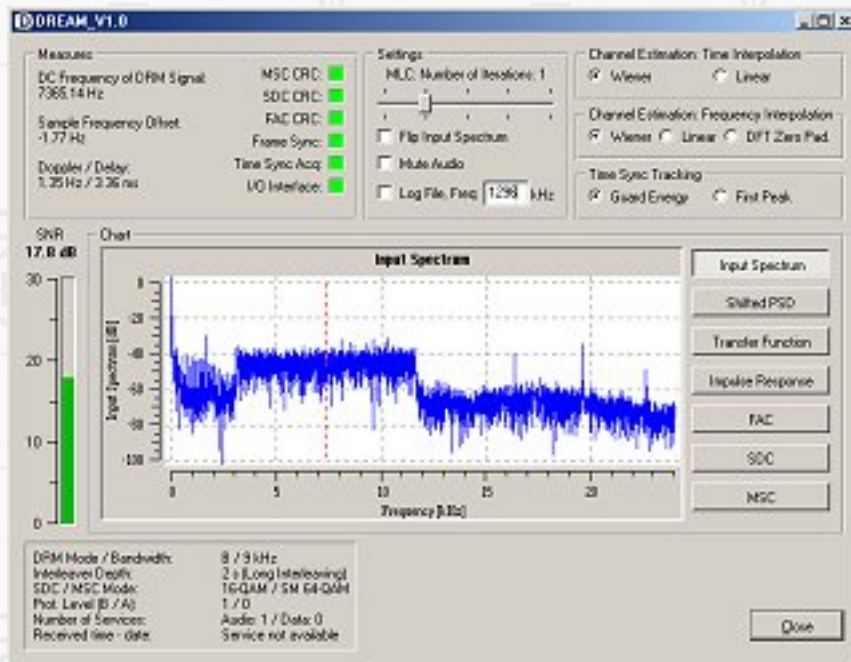 DREAM_V1.0
Measures
DC Frequency of DRM Signal:
7365.14 Hz
Sample Frequency Offset:
-1.77 Hz
Doppler / Delay:
1.35 Hz / 3.36 ms
MSC CRC:
SDC CRC:
FAC CRC:
Frame Sync:
Time Sync Acq:
I/O Interface:
Settings
MLC: Number of Iterations: 1
Flip Input Spectrum
Mute Audio
Log File, Freq: 1296 kHz
Channel Estimation: Time Interpolation
Wiener Linear
Channel Estimation: Frequency Interpolation
Wiener Linear DFT Zero Pad.
Time Sync Tracking
Guard Energy First Peak
SNR
17.8 dB
30
20
10
0
Chart
Input Spectrum
Input Spectrum [dB]
0
-20
-40
-60
-80
-100
0 5 10 15 20
Frequency [kHz]
Input Spectrum
Shifted PSD
Transfer Function
Impulse Response
FAC
SDC
MSC
DRM Mode / Bandwidth: B / 9 kHz
Interleaver Depth: 2 s (Long Interleaving)
SDC / MSC Mode: 16-QAM / SM 64-QAM
Prot. Level (B / A): 1 / 0
Number of Services: Audio: 1 / Data: 0
Received time - date: Service not available
Close